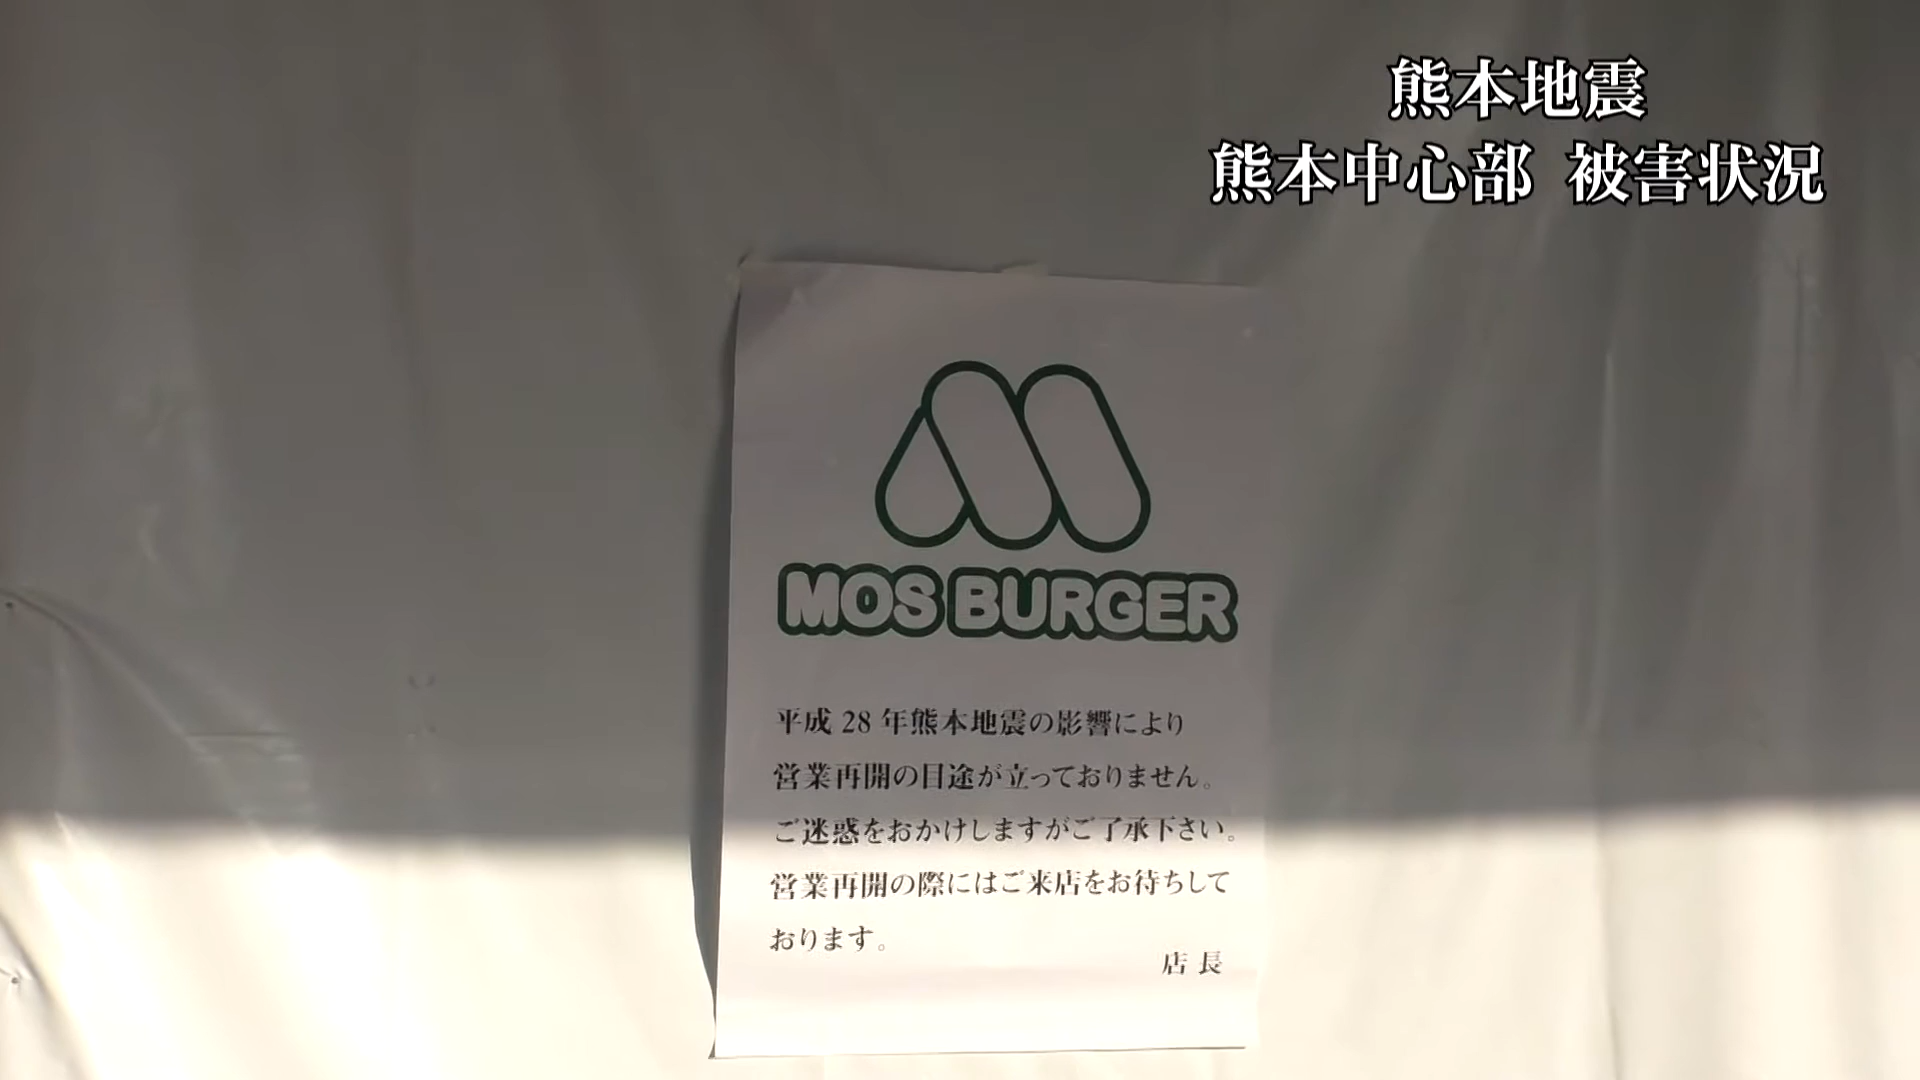 熊本地震
熊本中心部 被害状況
MOS BURGER
平成 28 年熊本地震の影響により
営業再開の目途が立っておりません。
ご迷惑をおかけしますがご了承下さい。
営業再開の際にはご来店をお待ちして
おります。
店 長